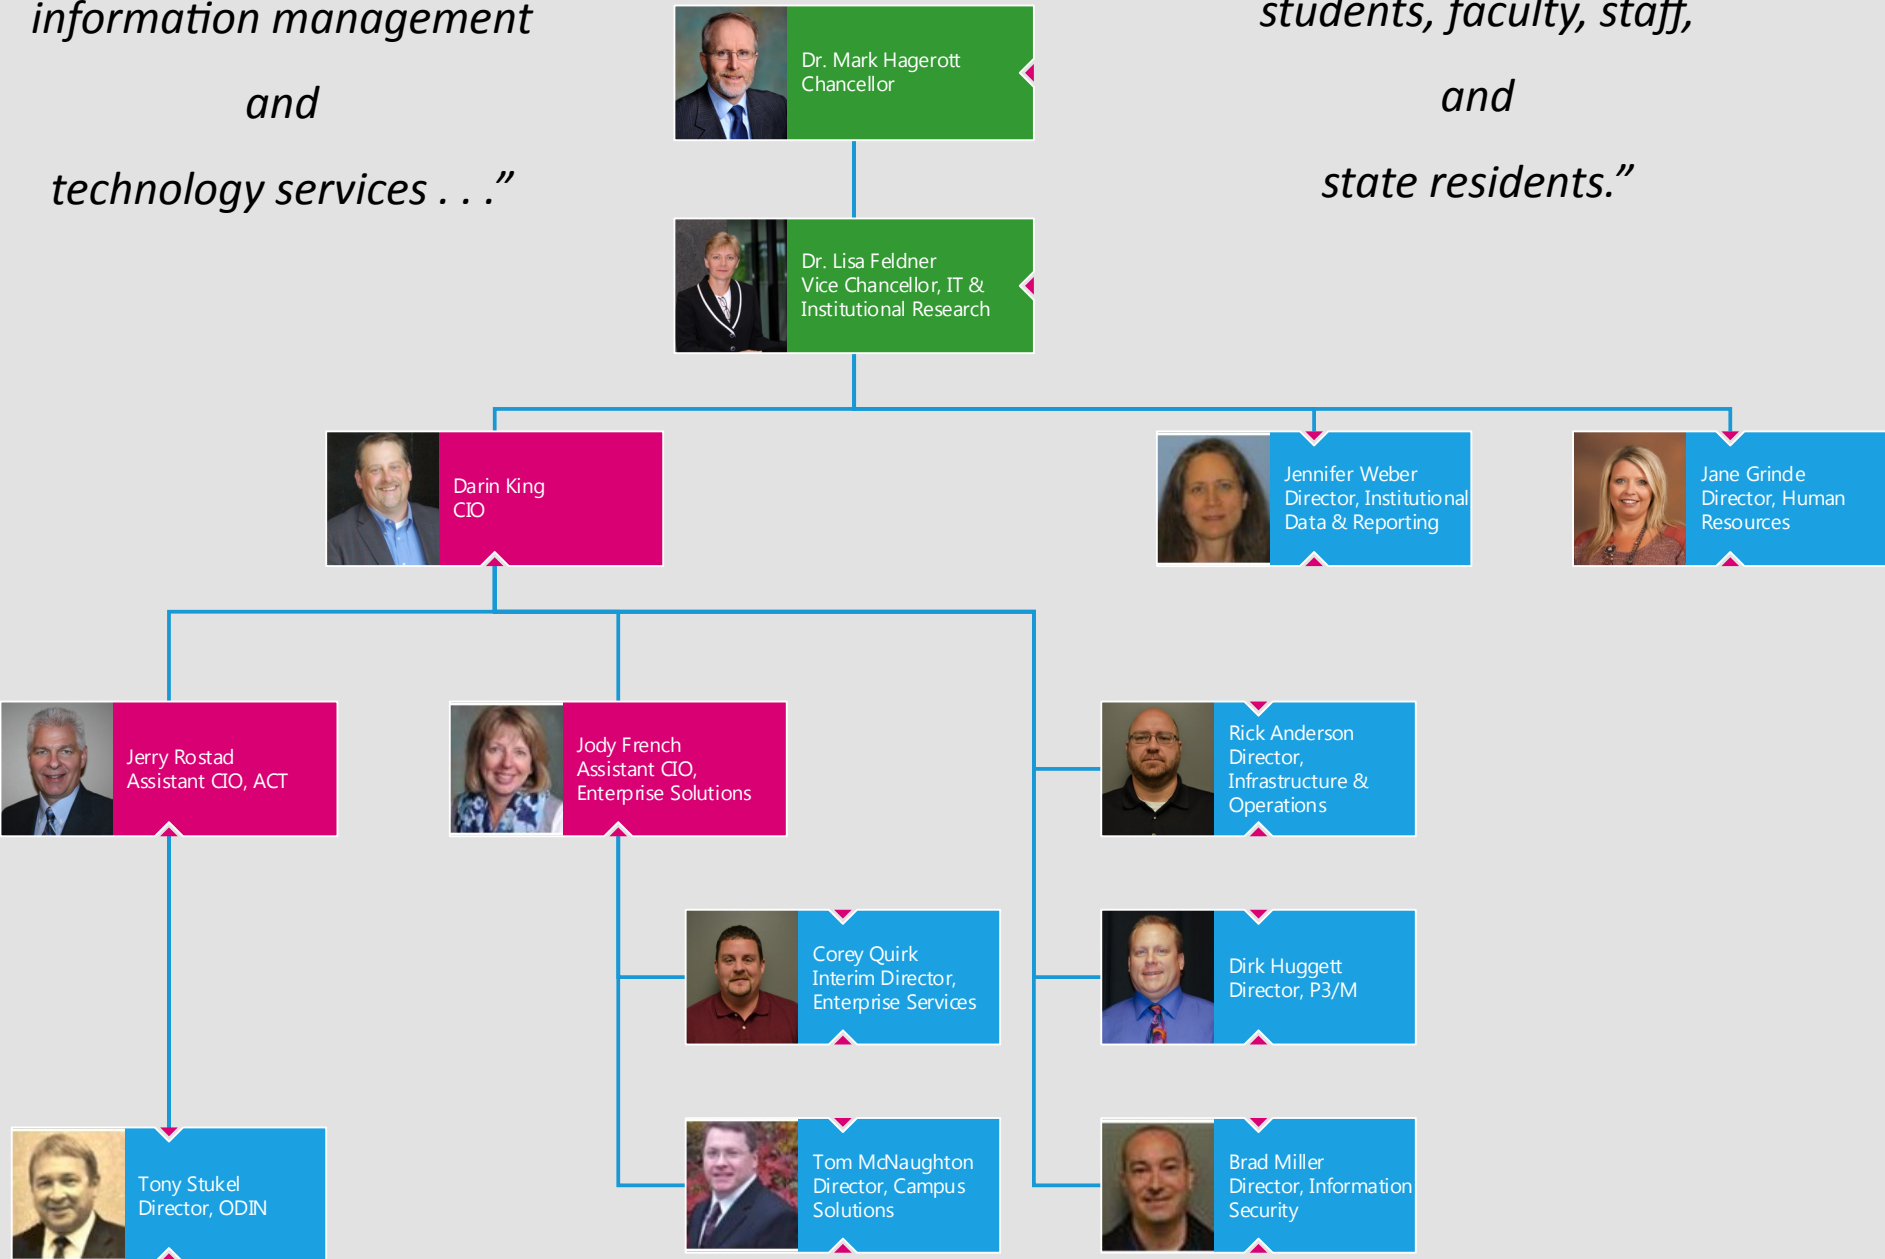 information management
and
technology services . . .”
students, faculty, staff,
and
state residents.”
Dr. Mark Hagerott
Chancellor
Dr. Lisa Feldner
Vice Chancellor, IT &
Institutional Research
Darin King
CIO
Jennifer Weber
Director, Institutional
Data & Reporting
Jane Grinde
Director, Human
Resources
Jerry Rostad
Assistant CIO, ACT
Jody French
Assistant CIO,
Enterprise Solutions
Rick Anderson
Director,
Infrastructure &
Operations
Corey Quirk
Interim Director,
Enterprise Services
Dirk Huggett
Director, P3/M
Tony Stukel
Director, ODIN
Tom McNaughton
Director, Campus
Solutions
Brad Miller
Director, Information
Security